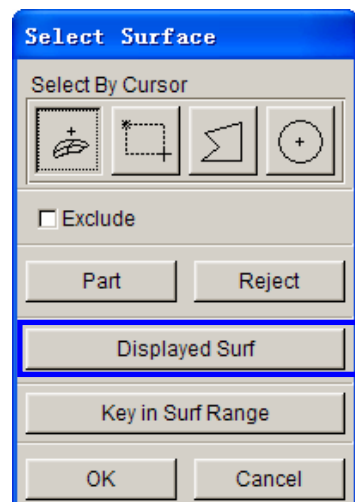 Select Surface
Select By Cursor
Exclude
Part Reject
Displayed Surf
Key in Surf Range
OK Cancel